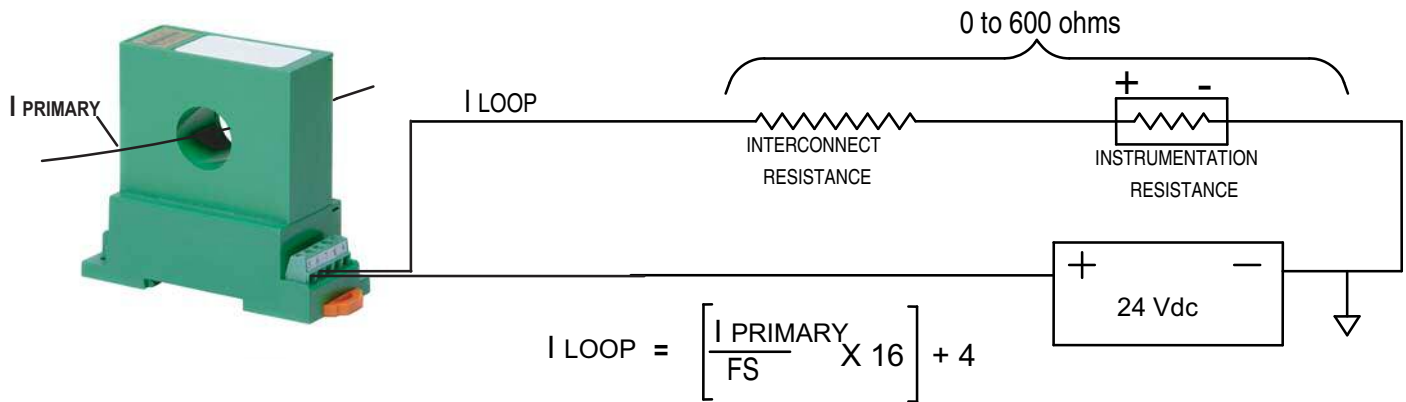 0 to 600 ohms
I PRIMARY
I LOOP
+ -
INTERCONNECT
RESISTANCE
INSTRUMENTATION
RESISTANCE
+ −
24 Vdc
I LOOP = [ I PRIMARY / FS X 16 ] + 4